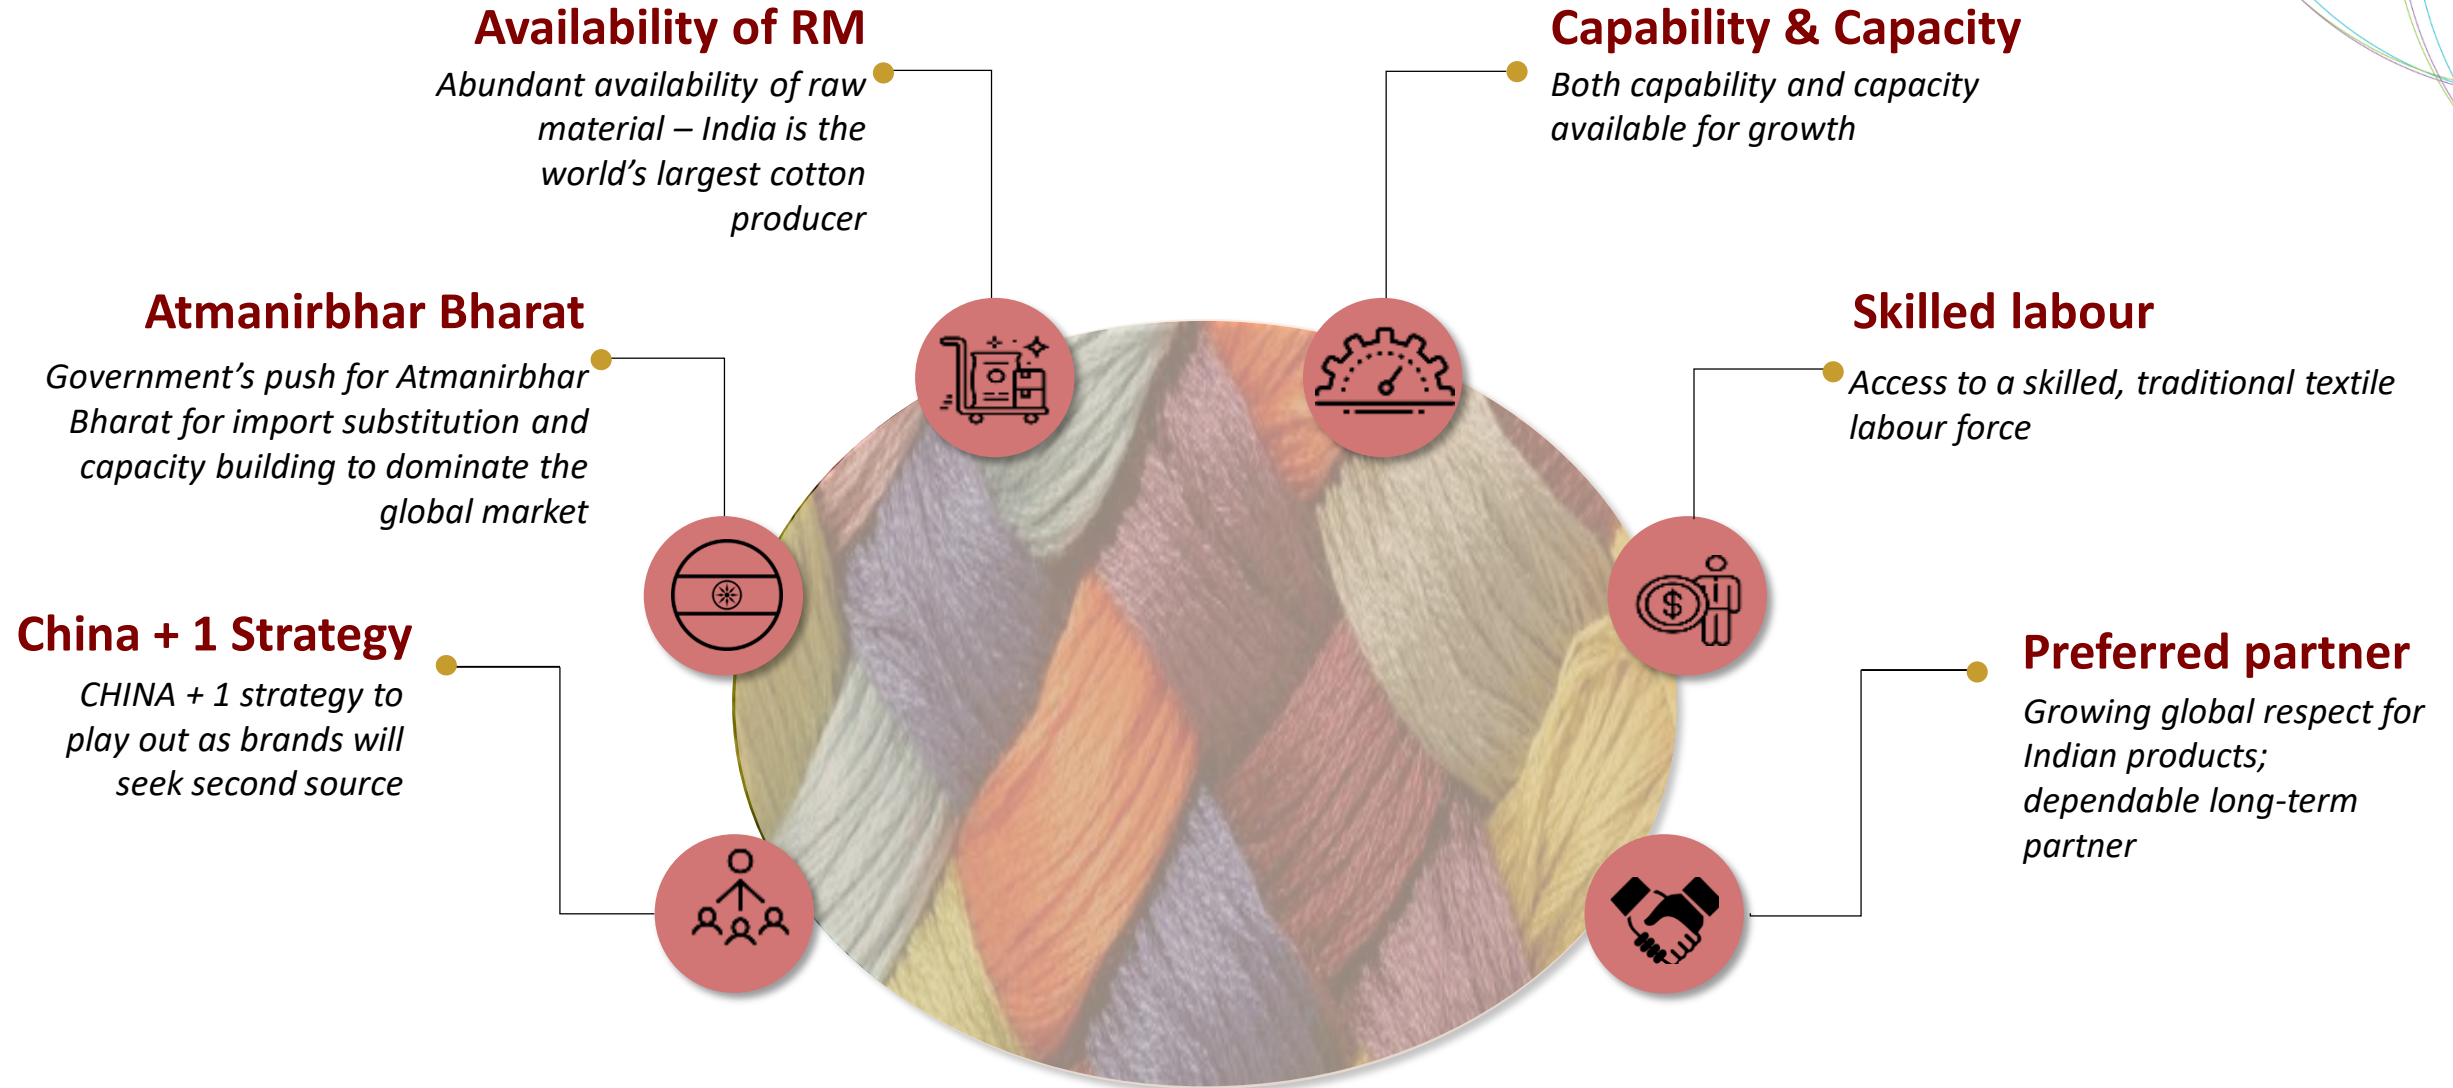 Availability of RM
Abundant availability of raw
material – India is the
world’s largest cotton
producer
Capability & Capacity
Both capability and capacity
available for growth
Atmanirbhar Bharat
Government’s push for Atmanirbhar
Bharat for import substitution and
capacity building to dominate the
global market
Skilled labour
Access to a skilled, traditional textile
labour force
China + 1 Strategy
CHINA + 1 strategy to
play out as brands will
seek second source
Preferred partner
Growing global respect for
Indian products;
dependable long-term
partner
$